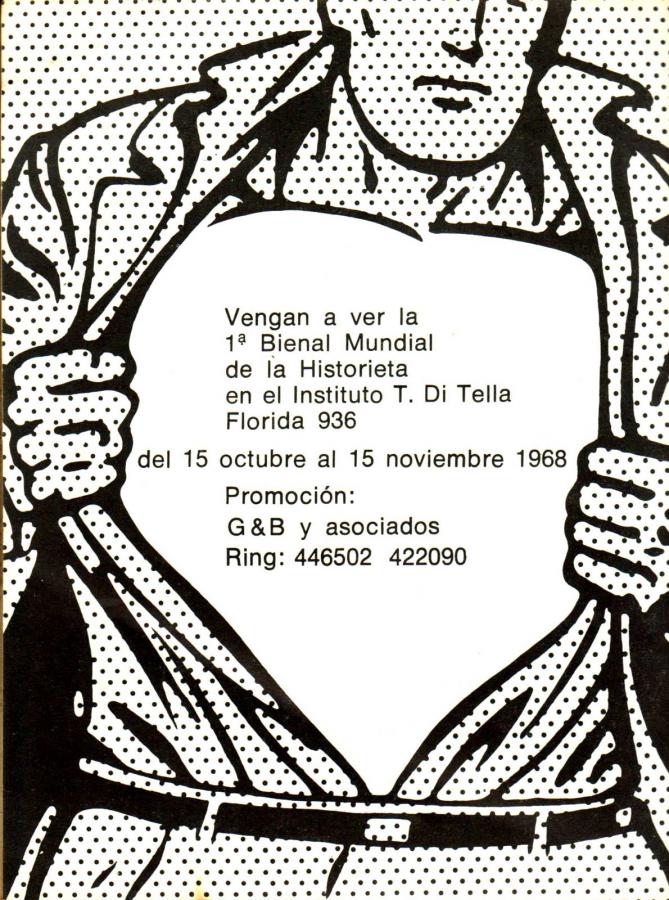 Vengan a ver la
1ª Bienal Mundial
de la Historieta
en el Instituto T. Di Tella
Florida 936
del 15 octubre al 15 noviembre 1968
Promoción:
G&B y asociados
Ring: 446502 422090